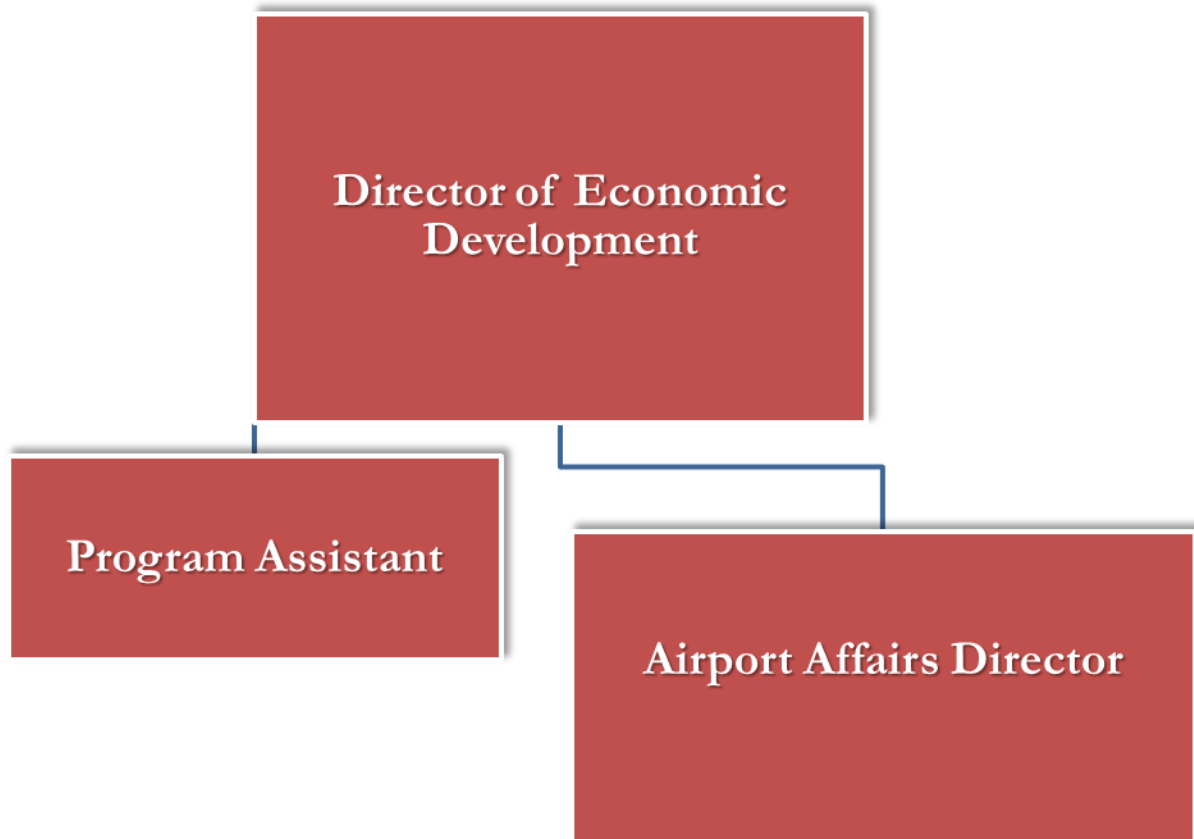 Director of Economic
Development
Program Assistant
Airport Affairs Director